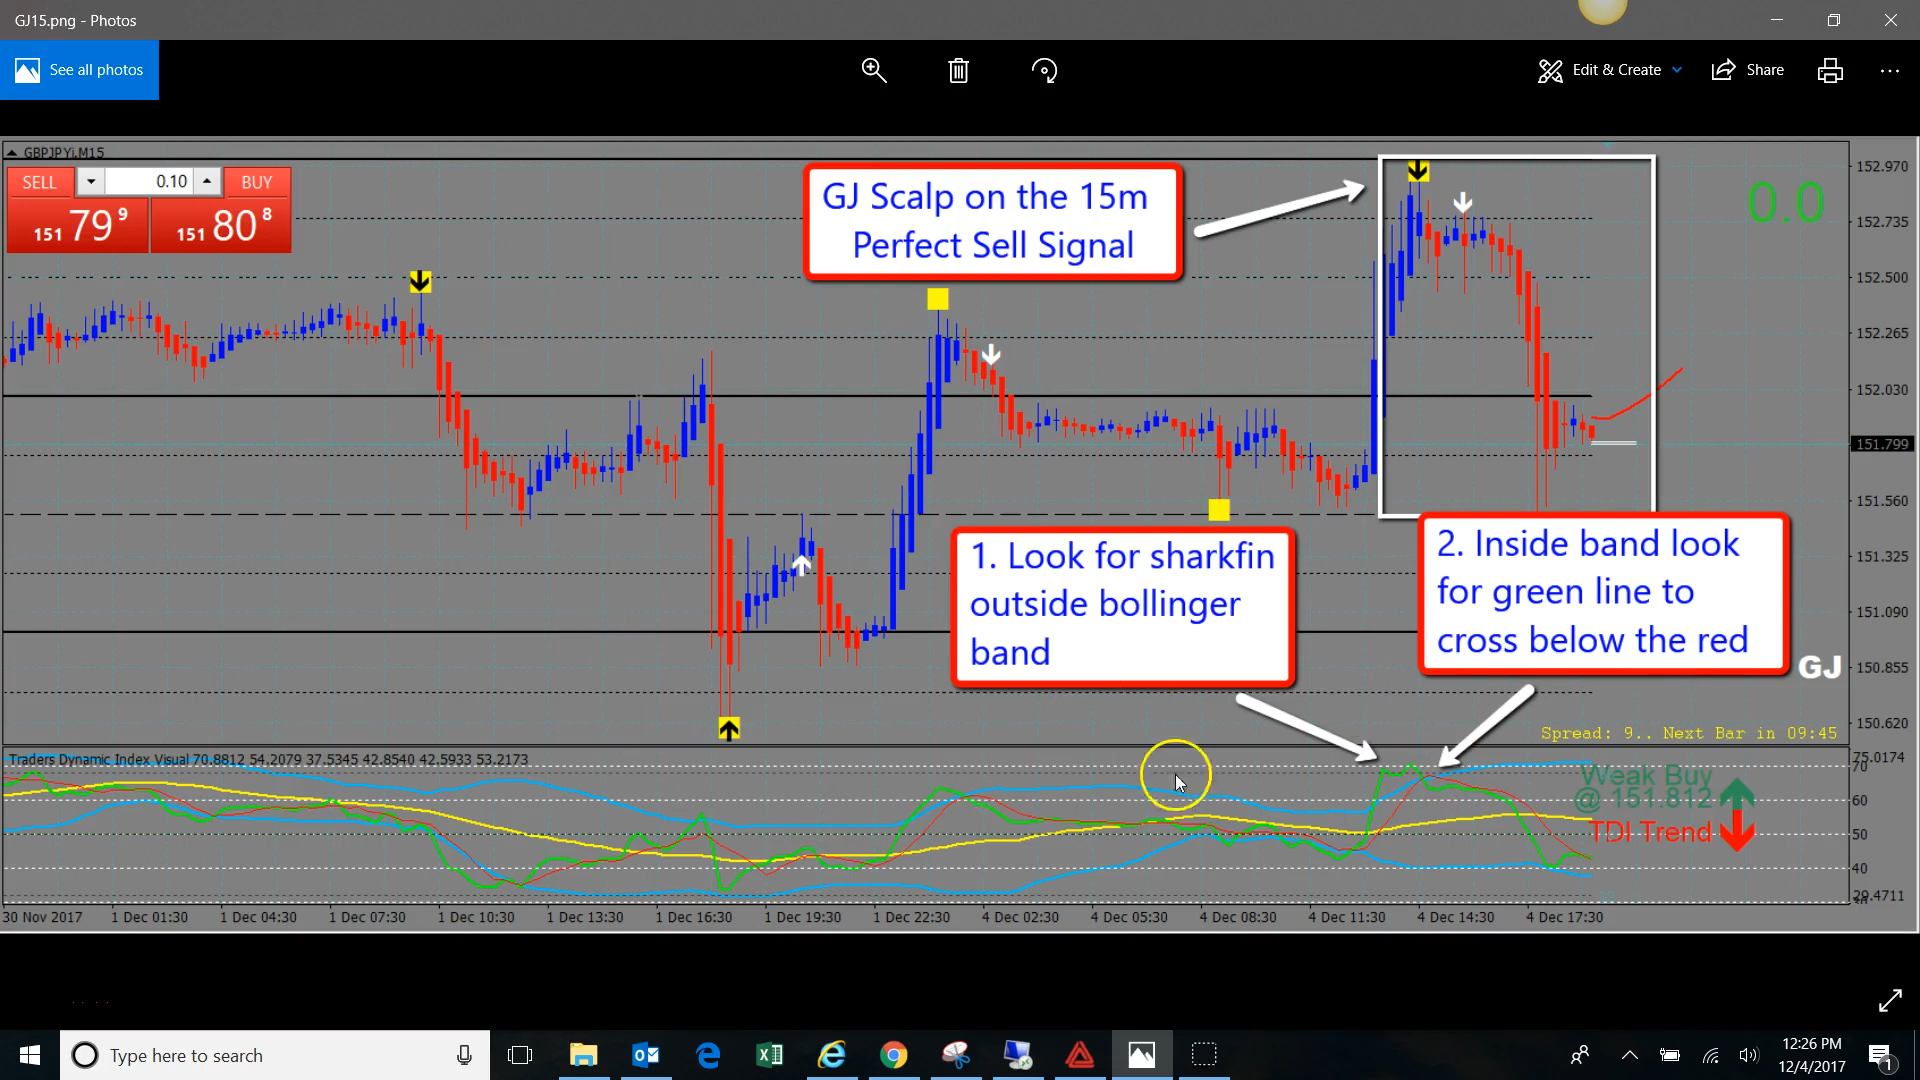 GJ15.png - Photos
See all photos
Edit & Create
Share
GBPJPYi,M15
SELL 0.10 BUY
151 79 9 151 80 8
GJ Scalp on the 15m
Perfect Sell Signal
0.0
152.970
152.735
152.500
152.265
152.030
151.799
151.560
151.325
151.090
150.855
150.620
1. Look for sharkfin
outside bollinger
band
2. Inside band look
for green line to
cross below the red
GJ
Spread: 9.. Next Bar in 09:45
Traders Dynamic Index Visual 70.8812 54.2079 37.5345 42.8540 42.5933 53.2173
75.0174
70
60
50
40
29.4711
Weak Buy
@ 151.812
TDI Trend
30 Nov 2017 1 Dec 01:30 1 Dec 04:30 1 Dec 07:30 1 Dec 10:30 1 Dec 13:30 1 Dec 16:30 1 Dec 19:30 1 Dec 22:30 4 Dec 02:30 4 Dec 05:30 4 Dec 08:30 4 Dec 11:30 4 Dec 14:30 4 Dec 17:30
Type here to search
12:26 PM
12/4/2017
1